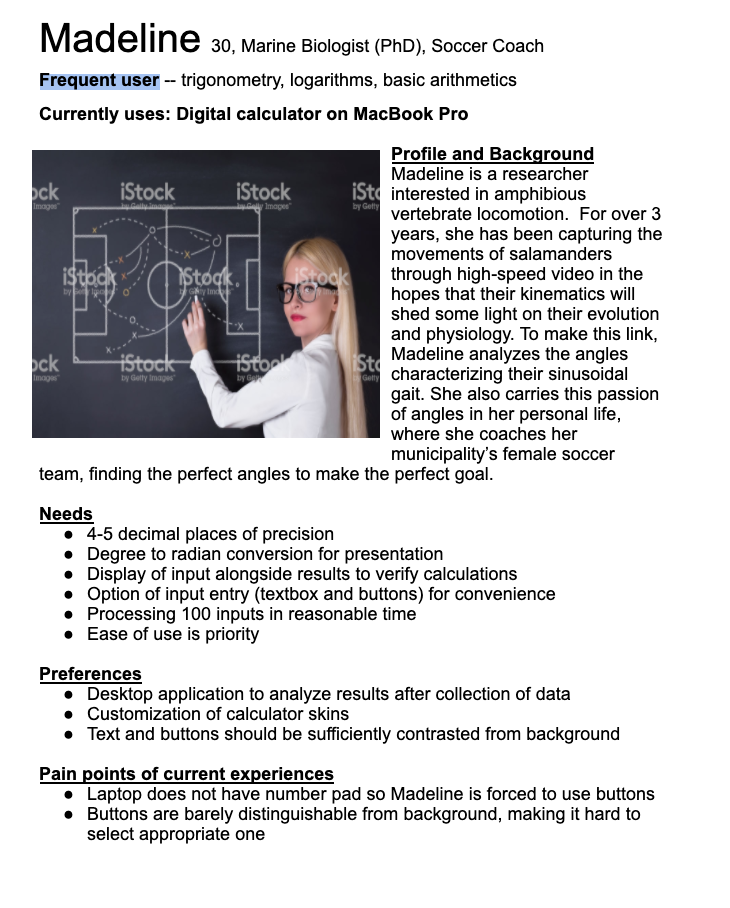 Madeline 30, Marine Biologist (PhD), Soccer Coach
Frequent user -- trigonometry, logarithms, basic arithmetics
Currently uses: Digital calculator on MacBook Pro
ock iStock iStock iSto
Images by Getty Images by Getty Images by Getty
iStock iStock iStock
by Getty Images by Getty Images
ock iStock iStock iSto
Images by Getty Images by Getty
Profile and Background
Madeline is a researcher
interested in amphibious
vertebrate locomotion.  For over 3
years, she has been capturing the
movements of salamanders
through high-speed video in the
hopes that their kinematics will
shed some light on their evolution
and physiology. To make this link,
Madeline analyzes the angles
characterizing their sinusoidal
gait. She also carries this passion
of angles in her personal life,
where she coaches her
municipality’s female soccer
team, finding the perfect angles to make the perfect goal.
Needs
● 4-5 decimal places of precision
● Degree to radian conversion for presentation
● Display of input alongside results to verify calculations
● Option of input entry (textbox and buttons) for convenience
● Processing 100 inputs in reasonable time
● Ease of use is priority
Preferences
● Desktop application to analyze results after collection of data
● Customization of calculator skins
● Text and buttons should be sufficiently contrasted from background
Pain points of current experiences
● Laptop does not have number pad so Madeline is forced to use buttons
● Buttons are barely distinguishable from background, making it hard to
select appropriate one